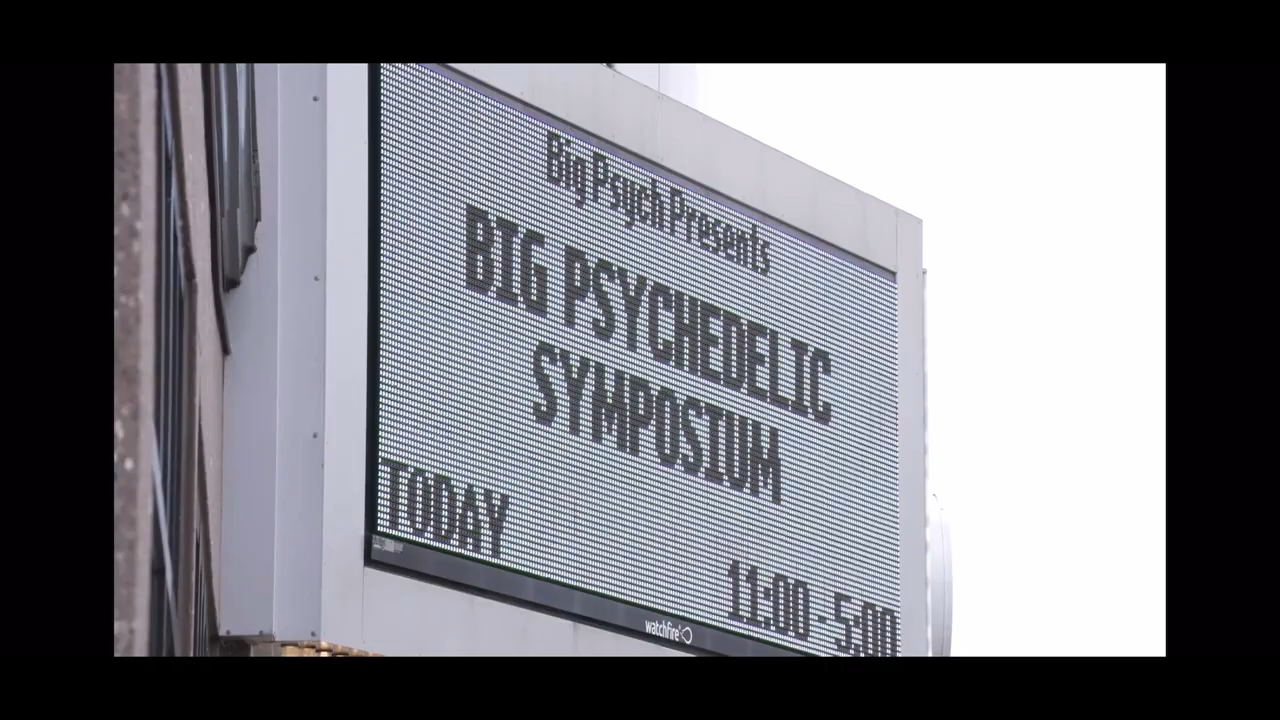 Big Psych Presents
BIG PSYCHEDELIC
SYMPOSIUM
TODAY
11:00-5:00
watchfire